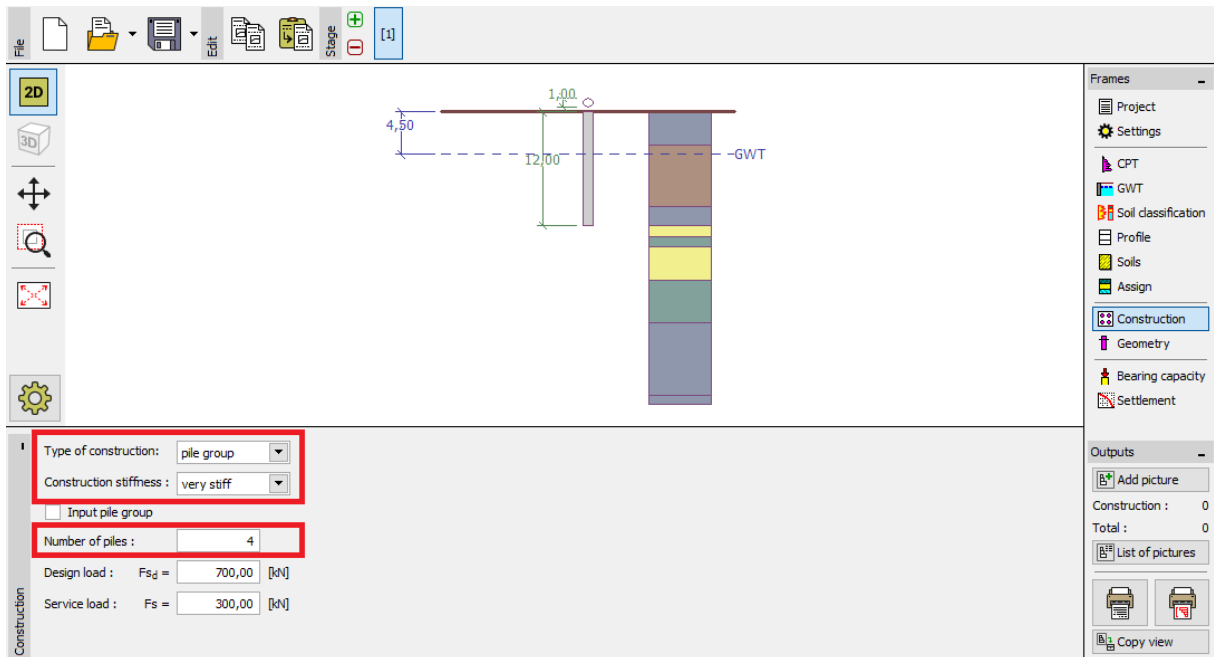 File
Edit
Stage
[1]
2D
3D
1,00
4,50
12,00
GWT
Frames
Project
Settings
CPT
GWT
Soil classification
Profile
Soils
Assign
Construction
Geometry
Bearing capacity
Settlement
Construction
Type of construction: pile group
Construction stiffness : very stiff
Input pile group
Number of piles : 4
Design load : Fsd = 700,00 [kN]
Service load : Fs = 300,00 [kN]
Outputs
Add picture
Construction : 0
Total : 0
List of pictures
Copy view